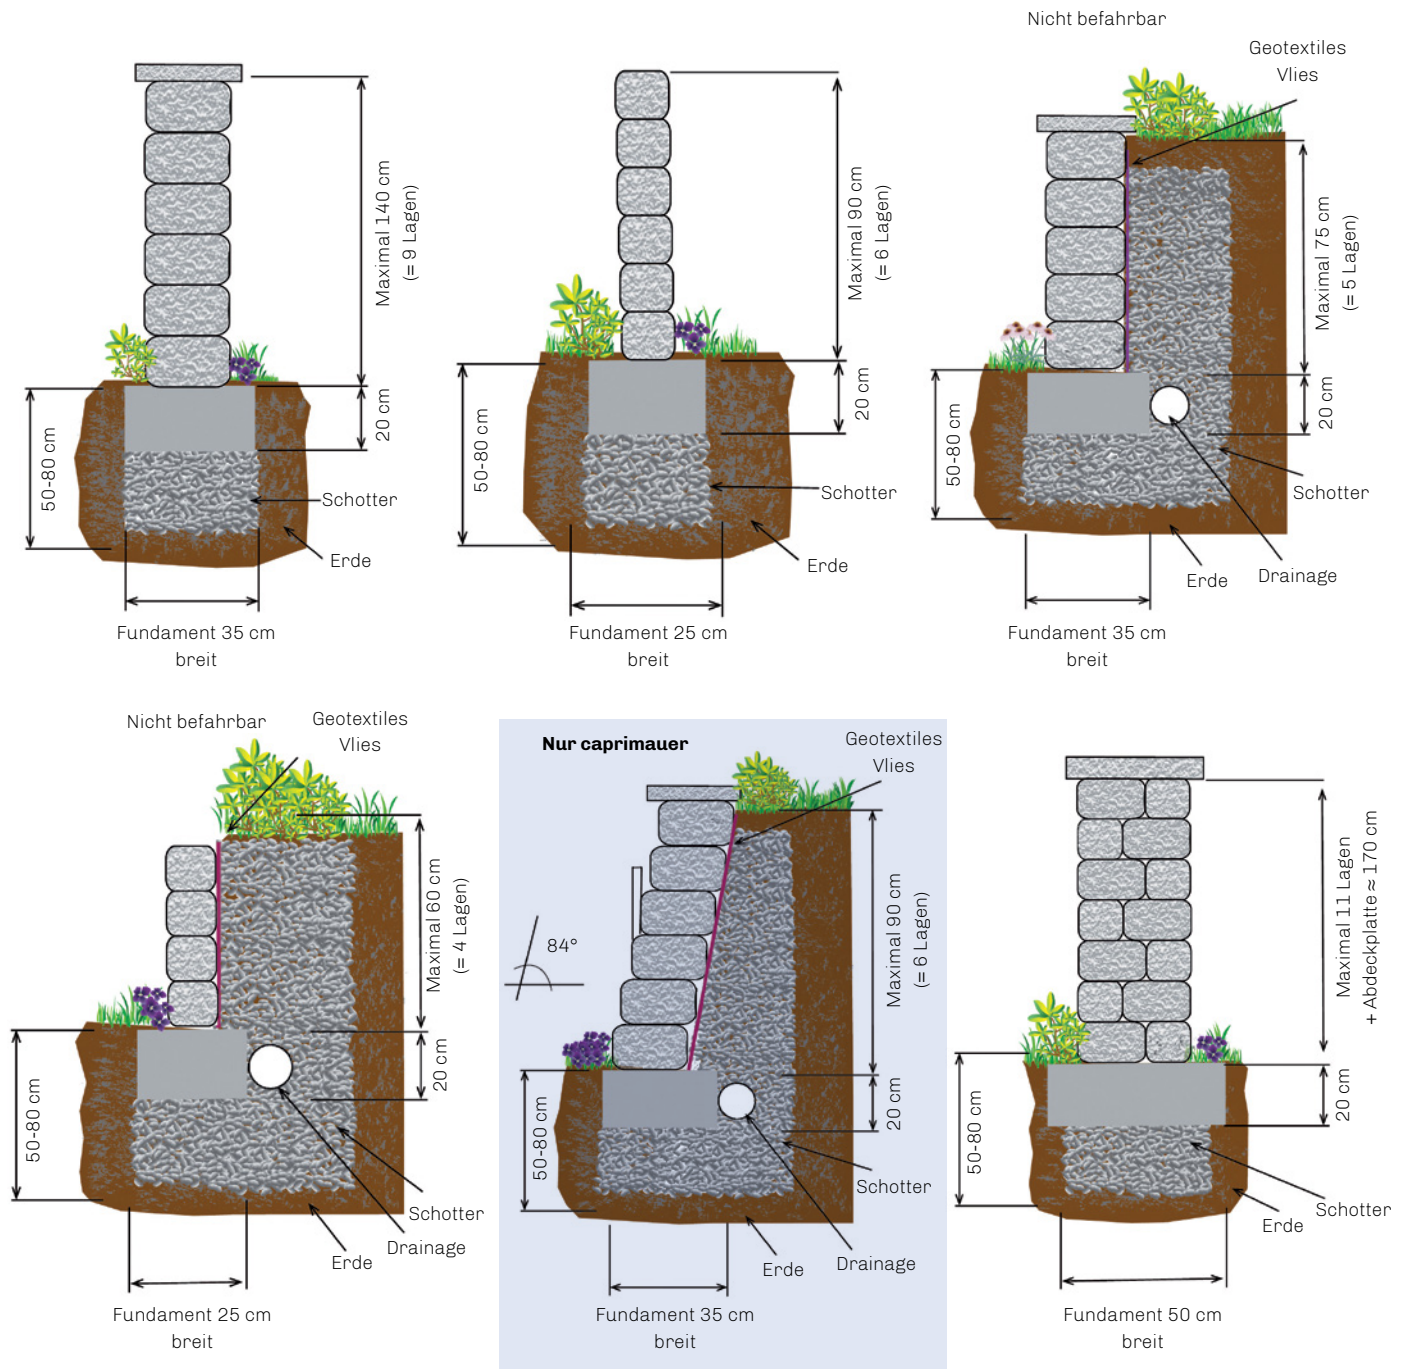 Maximal 140 cm
(= 9 Lagen)
20 cm
50-80 cm
Schotter
Erde
Fundament 35 cm
breit
Maximal 90 cm
(= 6 Lagen)
20 cm
50-80 cm
Schotter
Erde
Fundament 25 cm
breit
Nicht befahrbar
Geotextiles
Vlies
Maximal 75 cm
(= 5 Lagen)
20 cm
50-80 cm
Schotter
Drainage
Erde
Fundament 35 cm
breit
Nicht befahrbar
Geotextiles
Vlies
Maximal 60 cm
(= 4 Lagen)
20 cm
50-80 cm
Schotter
Drainage
Erde
Fundament 25 cm
breit
Nur caprimauer
Geotextiles
Vlies
84°
Maximal 90 cm
(= 6 Lagen)
20 cm
50-80 cm
Schotter
Drainage
Erde
Fundament 35 cm
breit
Maximal 11 Lagen
+ Abdeckplatte ≈ 170 cm
20 cm
50-80 cm
Schotter
Erde
Fundament 50 cm
breit